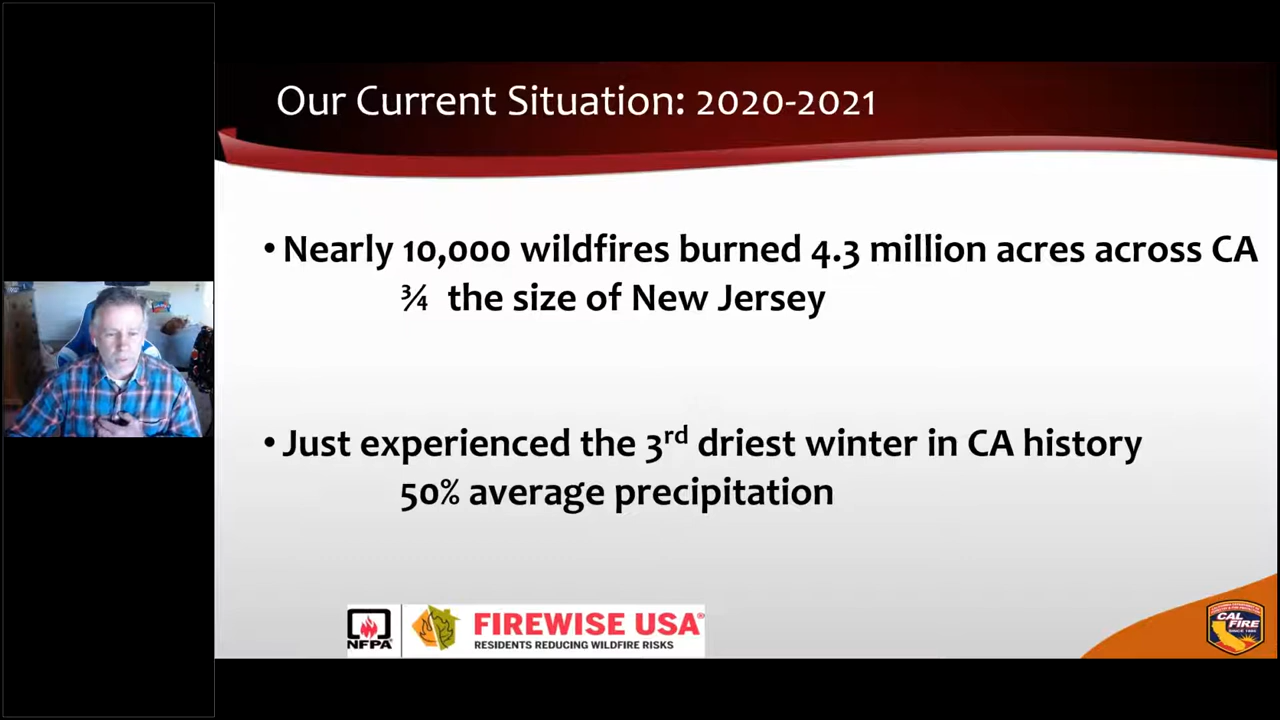 Our Current Situation: 2020-2021
• Nearly 10,000 wildfires burned 4.3 million acres across CA
¾ the size of New Jersey
• Just experienced the 3rd driest winter in CA history
50% average precipitation
NFPA
FIREWISE USA®
RESIDENTS REDUCING WILDFIRE RISKS
CAL
FIRE
SINCE 1885